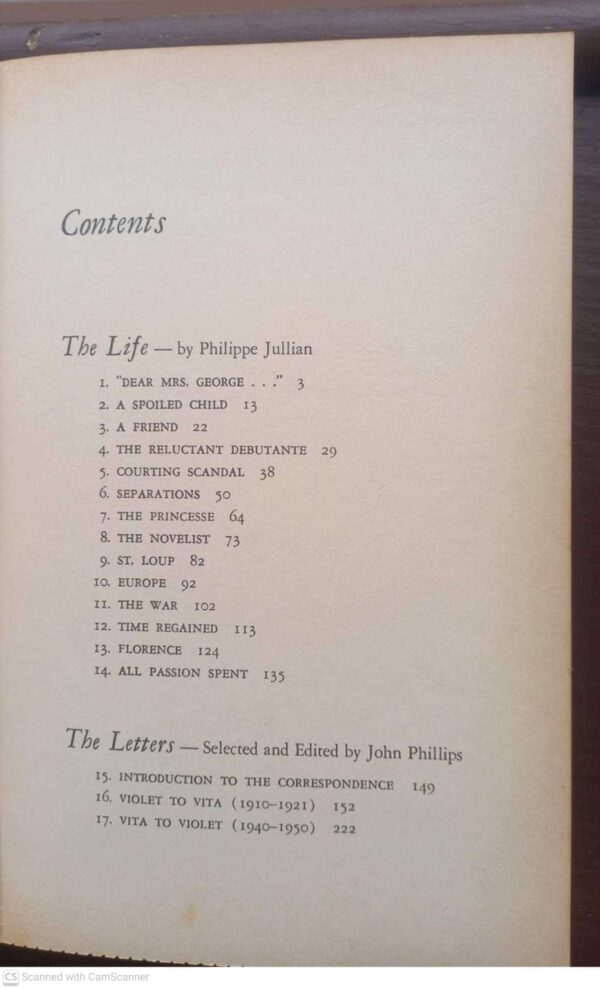 Contents
The Life — by Philippe Jullian
1. "DEAR MRS. GEORGE . . ." 3
2. A SPOILED CHILD 13
3. A FRIEND 22
4. THE RELUCTANT DEBUTANTE 29
5. COURTING SCANDAL 38
6. SEPARATIONS 50
7. THE PRINCESSE 64
8. THE NOVELIST 73
9. ST. LOUP 82
10. EUROPE 92
11. THE WAR 102
12. TIME REGAINED 113
13. FLORENCE 124
14. ALL PASSION SPENT 135
The Letters — Selected and Edited by John Phillips
15. INTRODUCTION TO THE CORRESPONDENCE 149
16. VIOLET TO VITA (1910–1921) 152
17. VITA TO VIOLET (1940–1950) 222
CS Scanned with CamScanner